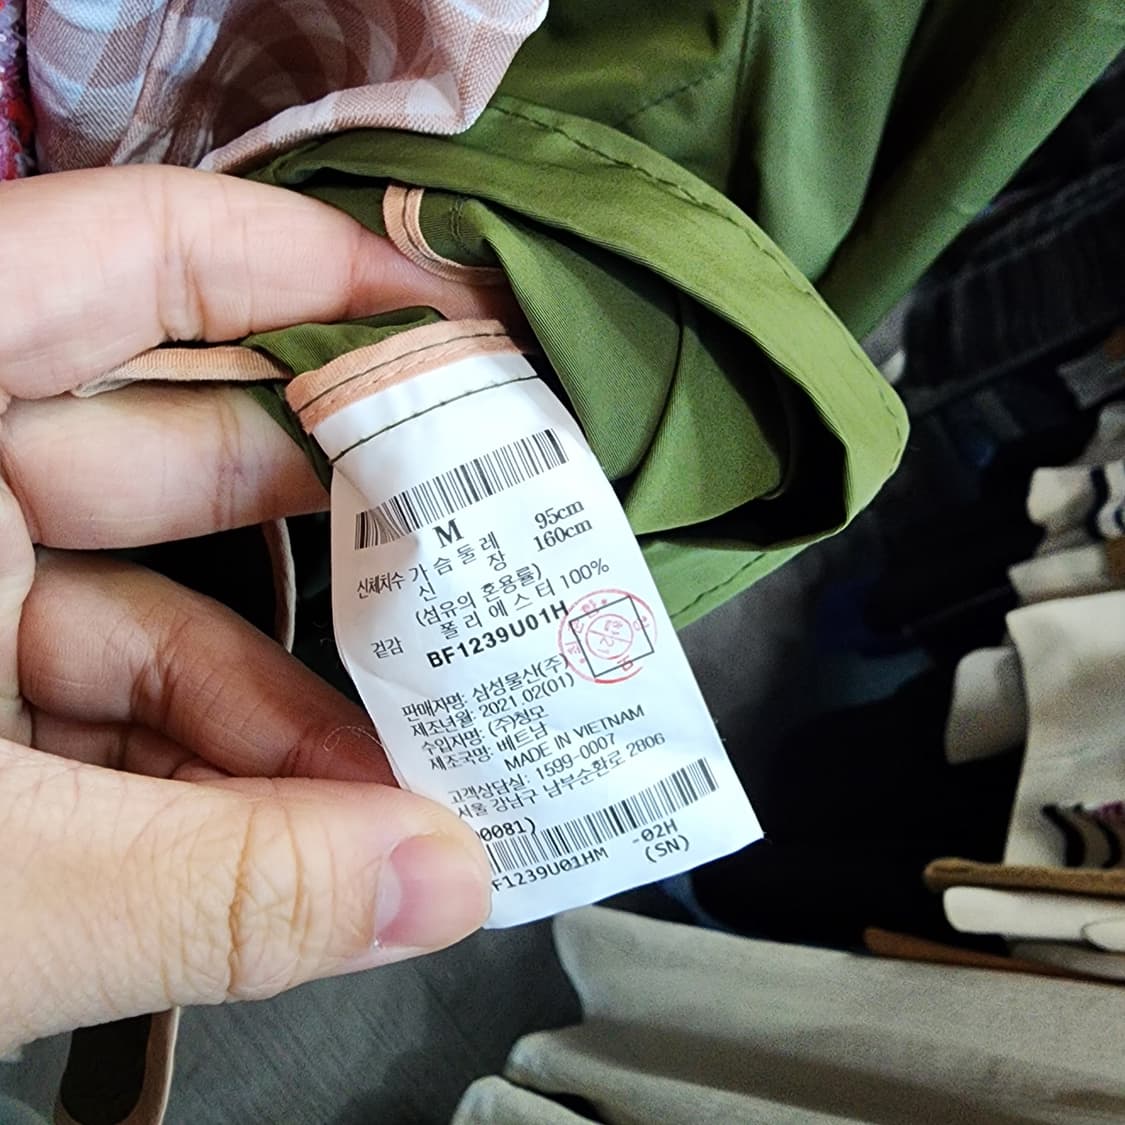 M
신체치수 가슴둘레 95cm
신 장 160cm
(섬유의 혼용률)
겉감 폴리에스터 100%
BF1239U01H
판매자명: 삼성물산(주)
제조년월: 2021.02(01)
수입자명: (주)청모
제조국명: 베트남
MADE IN VIETNAM
고객상담실: 1599-0007
서울 강남구 남부순환로 2806
0081)
-02H
F1239U01HM (SN)